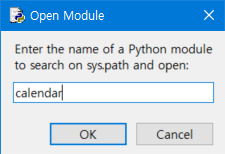 Open Module
Enter the name of a Python module
to search on sys.path and open:
calendar
OK
Cancel